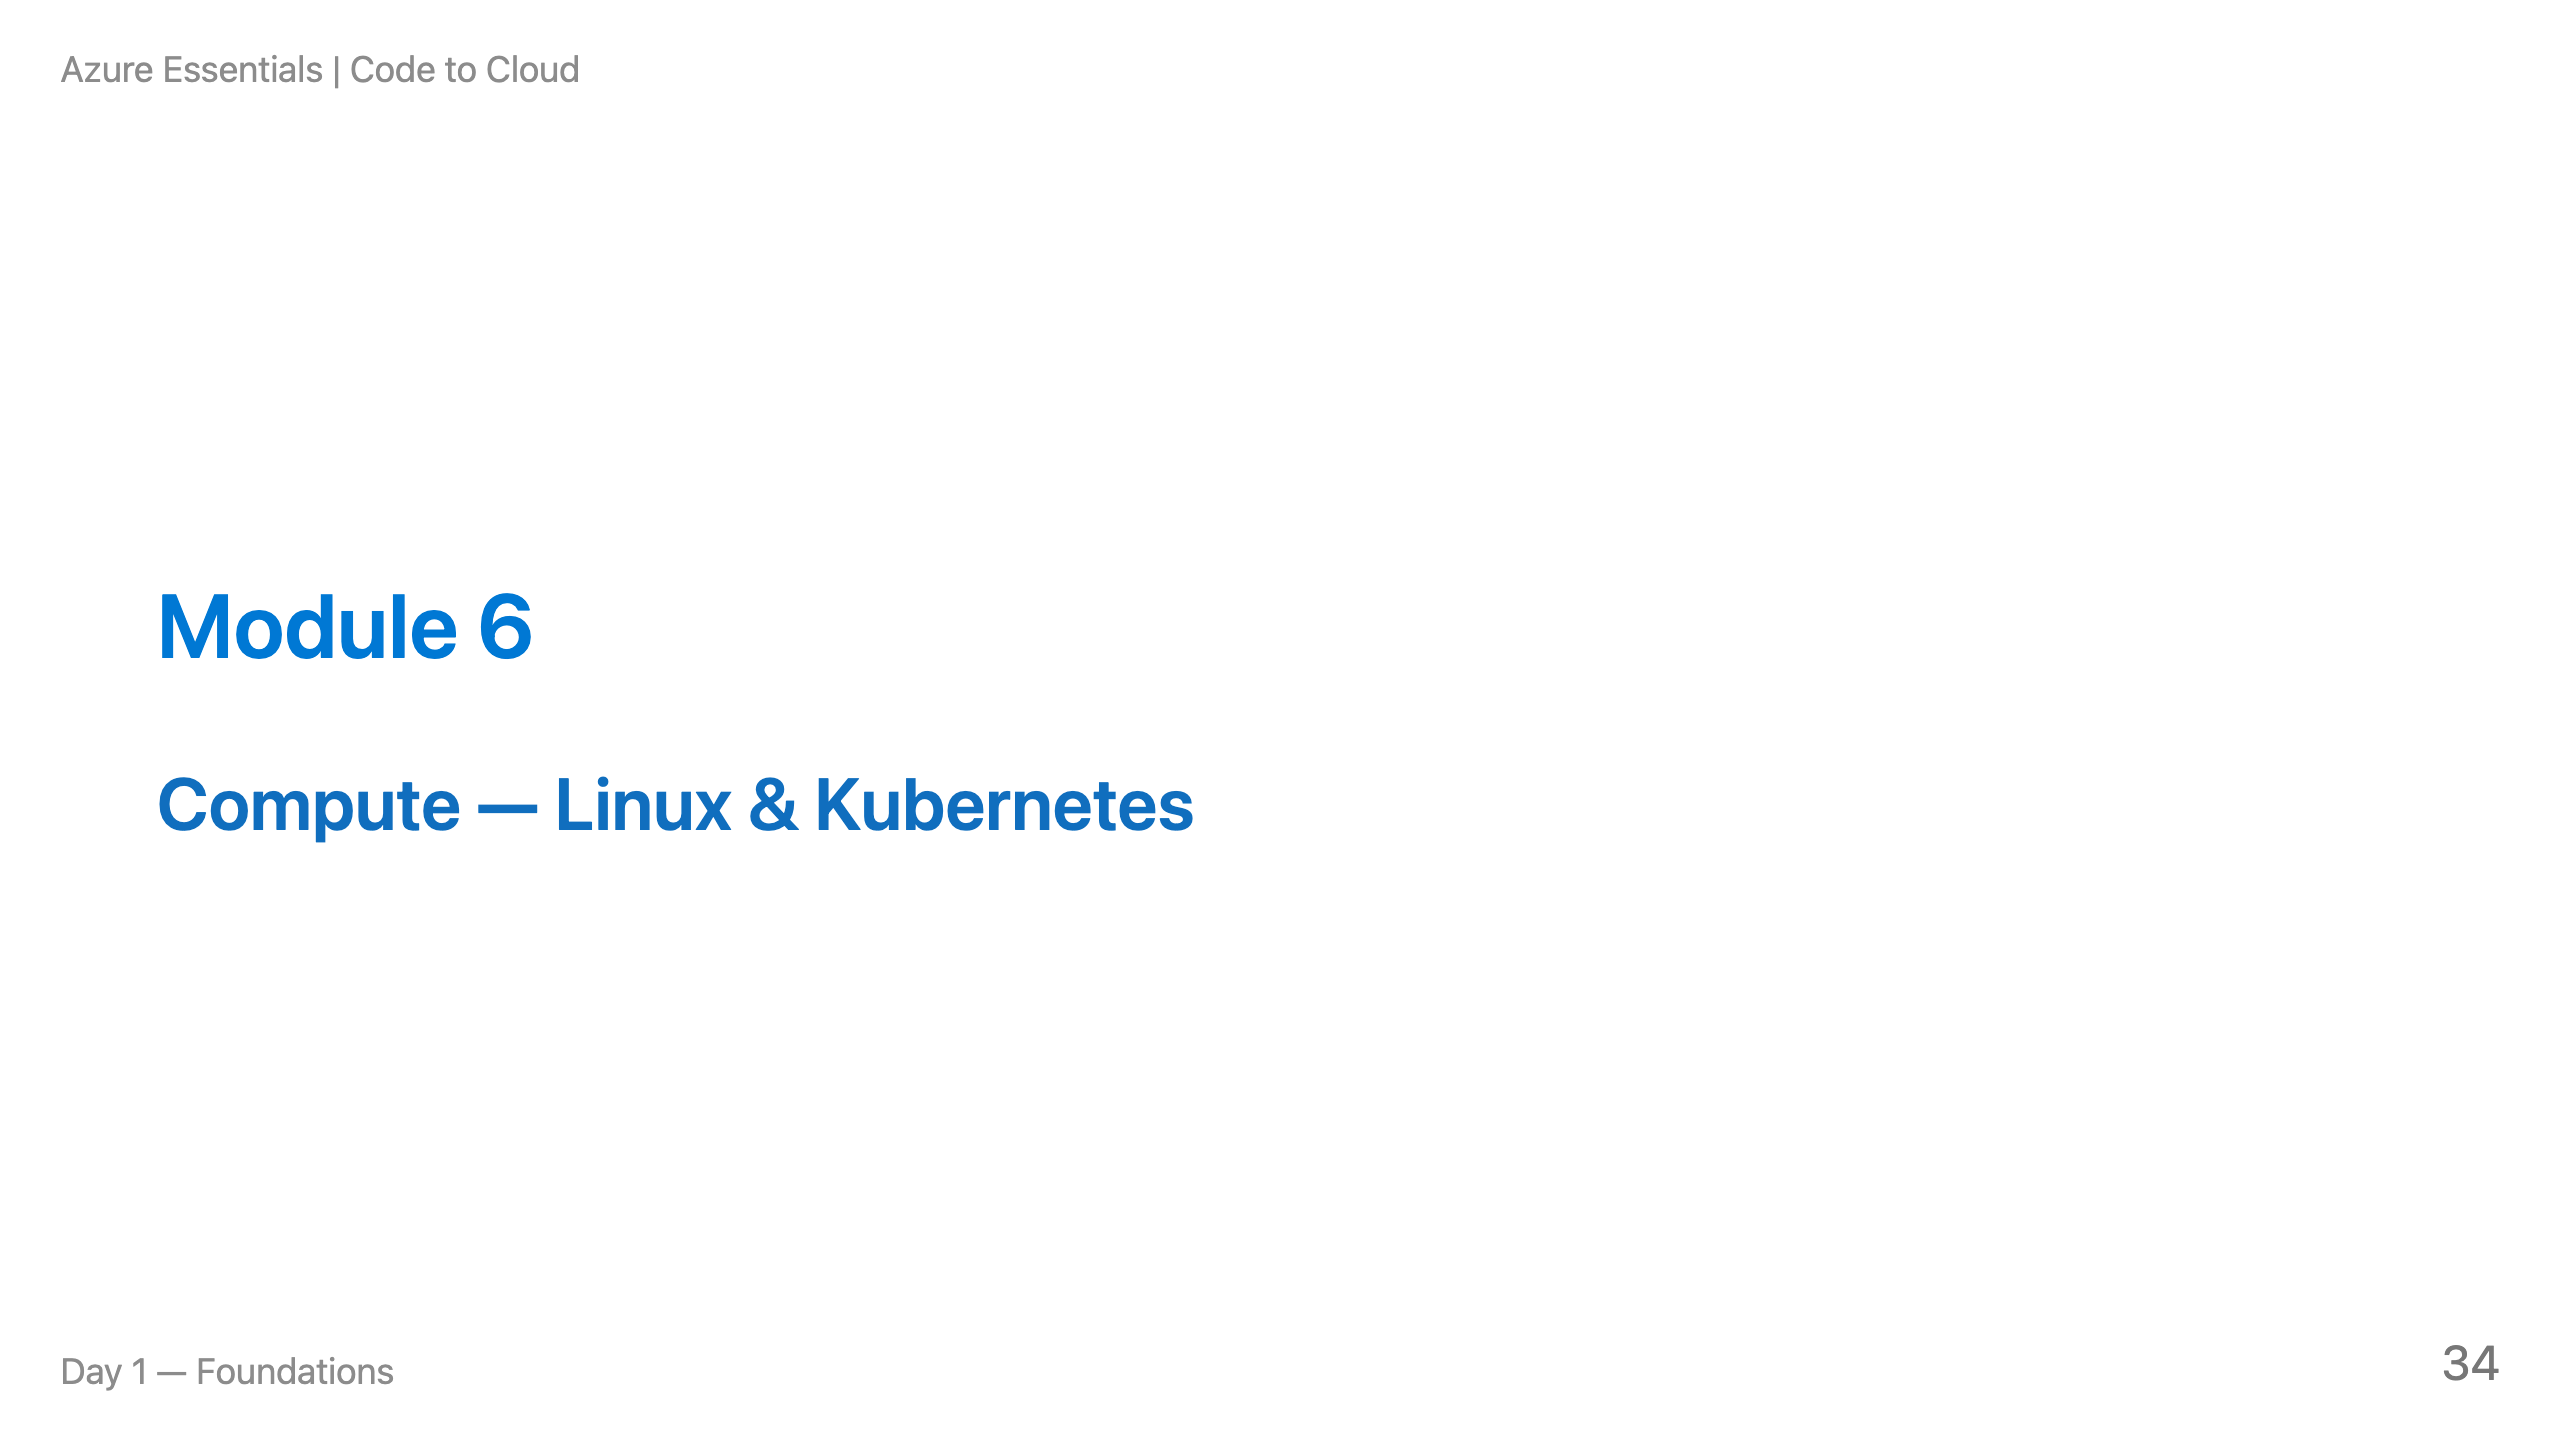 Azure Essentials | Code to Cloud
Module 6
Compute — Linux & Kubernetes
Day 1 — Foundations
34